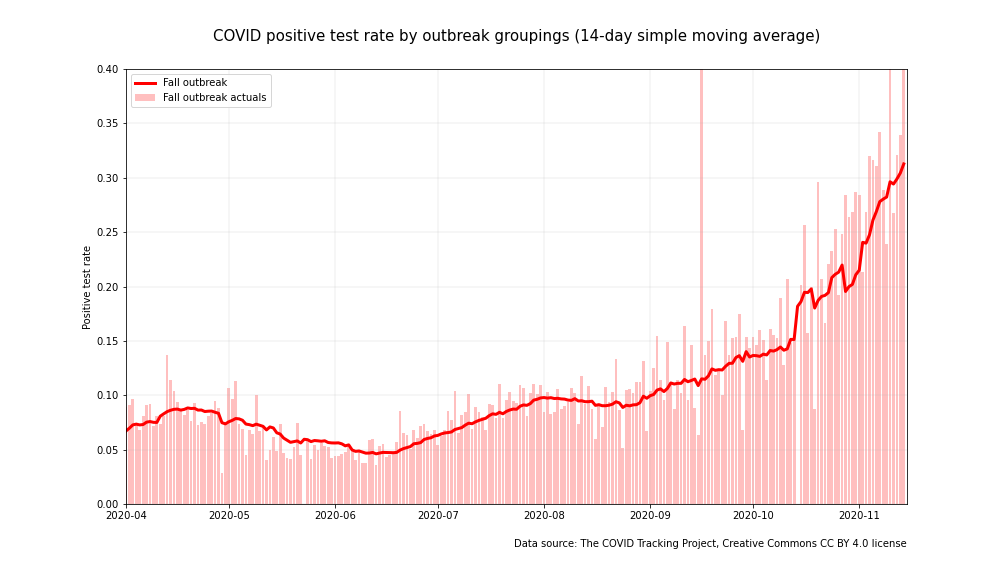 COVID positive test rate by outbreak groupings (14-day simple moving average)
0.40
Fall outbreak
Fall outbreak actuals
0.35
0.30
0.25
Positive test rate
0.20
0.15
0.10
0.05
0.00
2020-04 2020-05 2020-06 2020-07 2020-08 2020-09 2020-10 2020-11
Data source: The COVID Tracking Project, Creative Commons CC BY 4.0 license